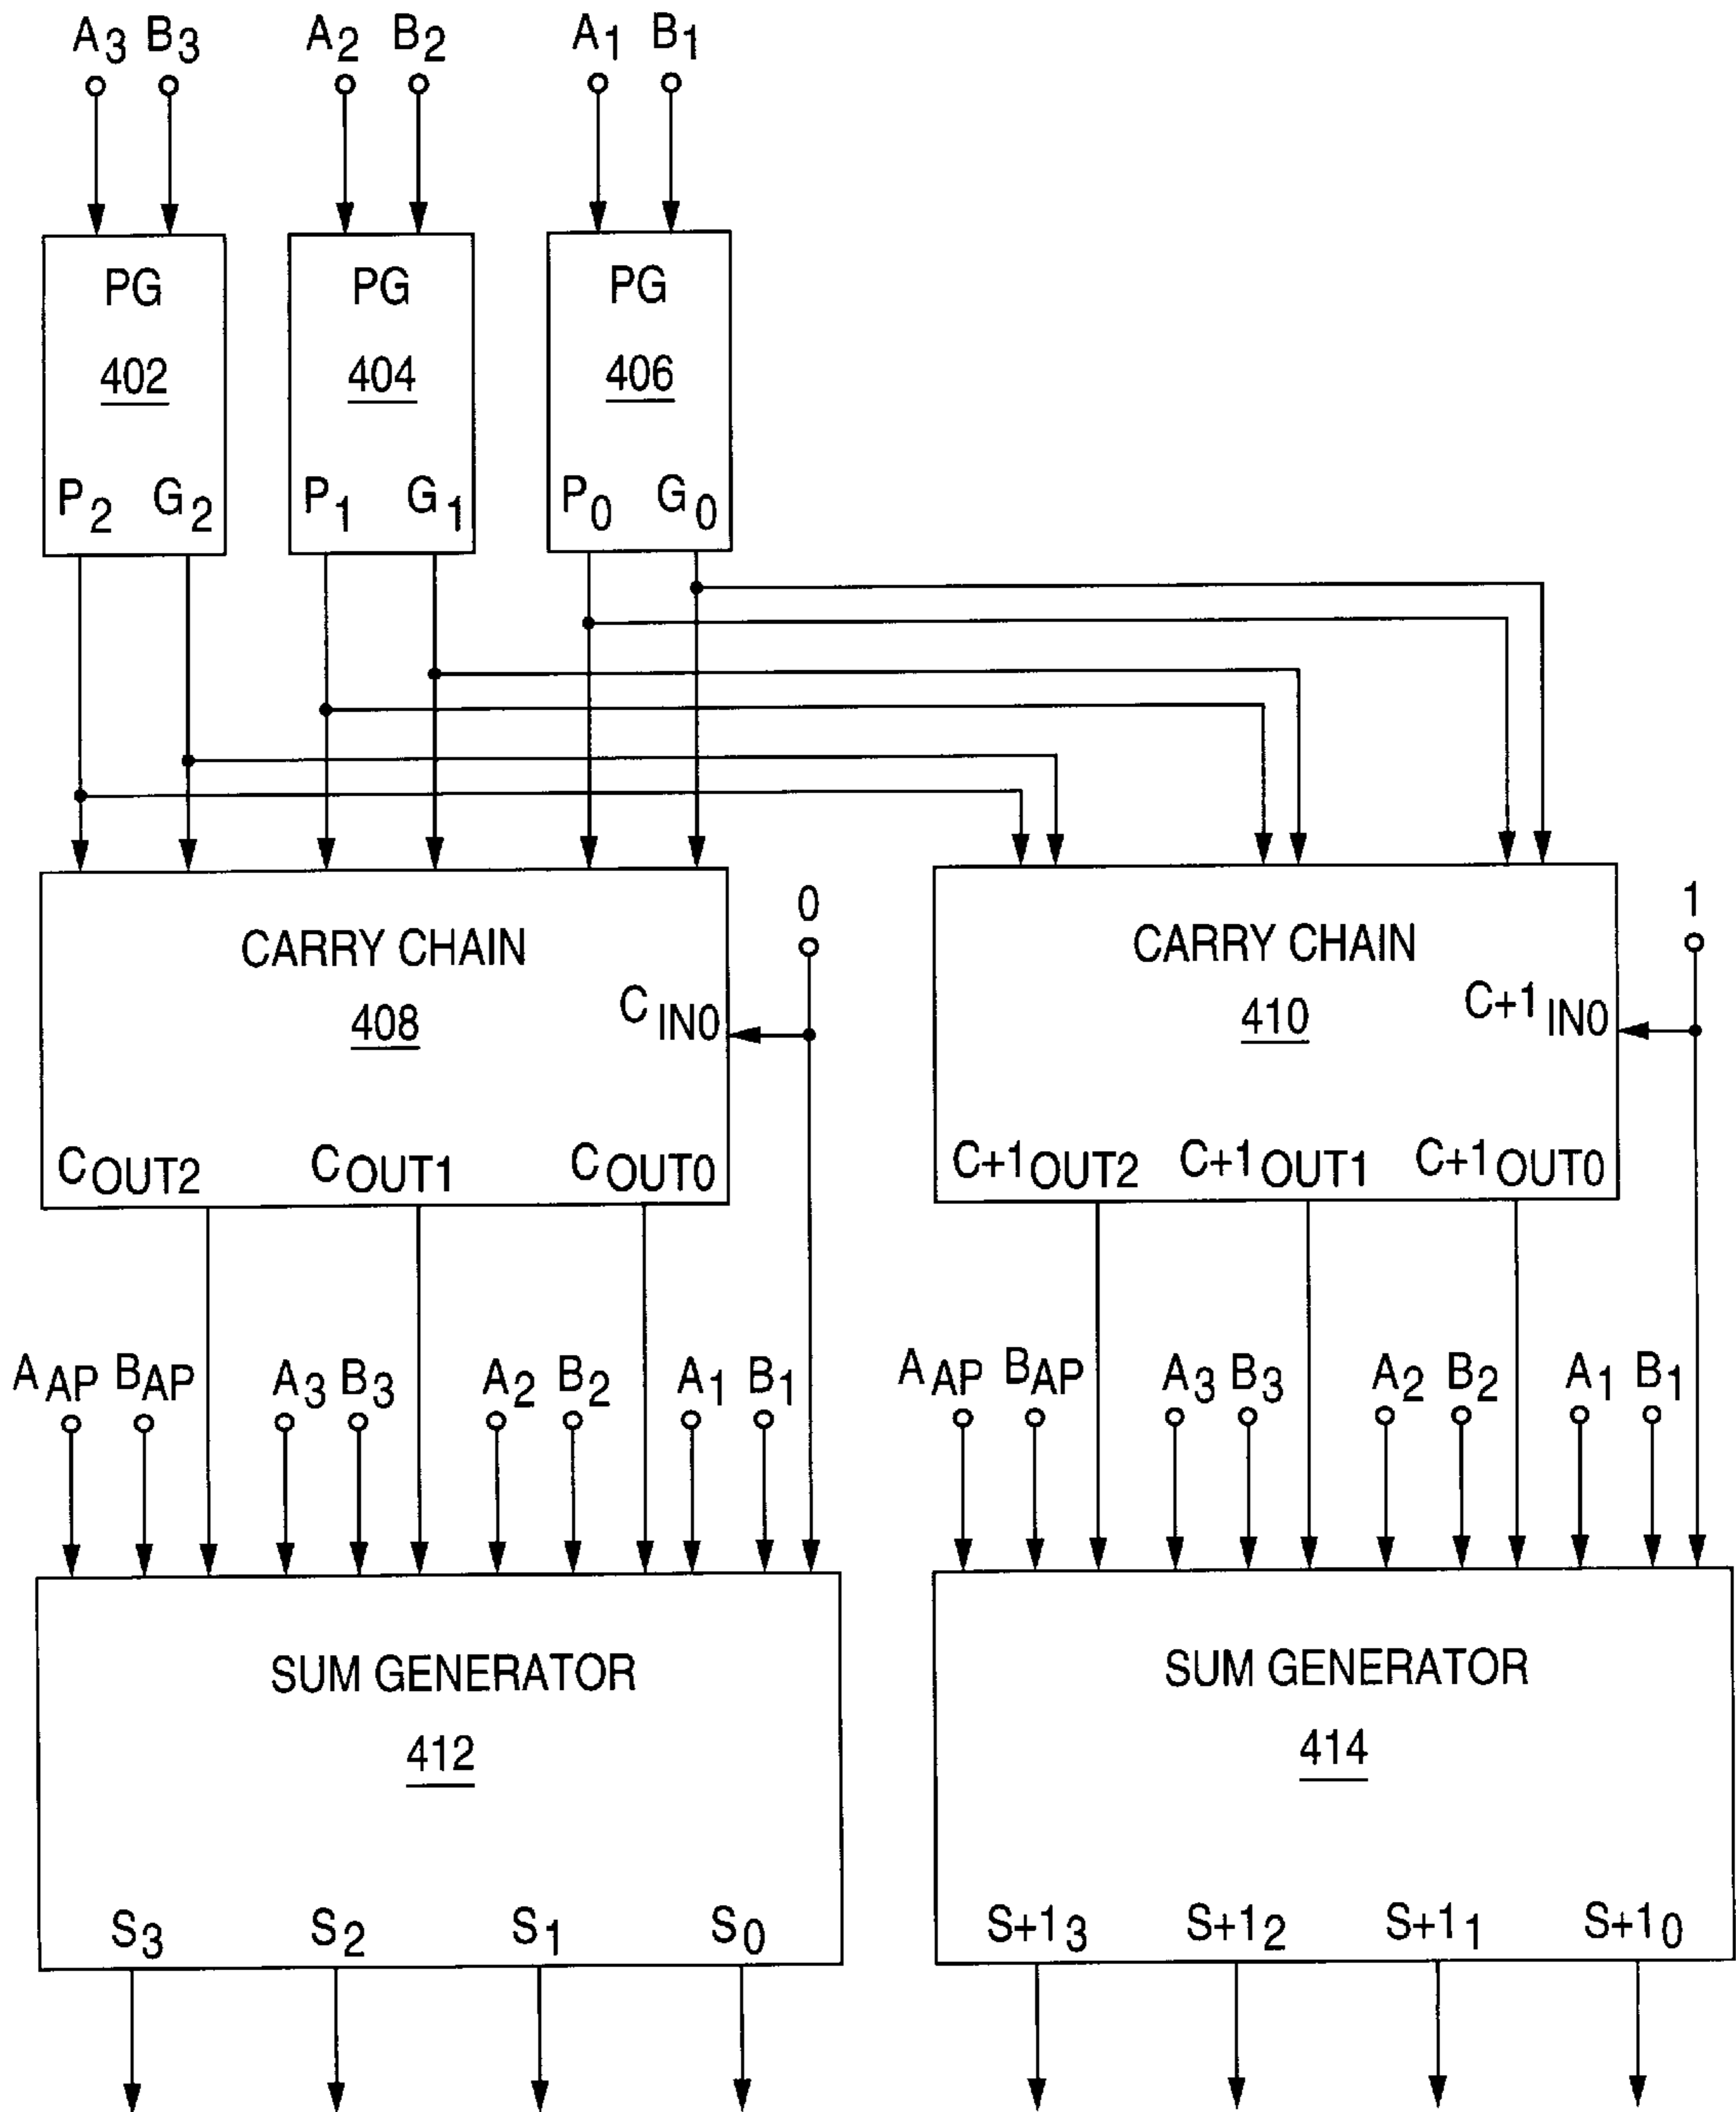 A3 B3 A2 B2 A1 B1
PG PG PG
402 404 406
P2 G2 P1 G1 P0 G0
0 1
CARRY CHAIN CARRY CHAIN
408 CIN0 410 C+1IN0
COUT2 COUT1 COUT0 C+1OUT2 C+1OUT1 C+1OUT0
AAP BAP A3 B3 A2 B2 A1 B1 AAP BAP A3 B3 A2 B2 A1 B1
SUM GENERATOR SUM GENERATOR
412 414
S3 S2 S1 S0 S+13 S+12 S+11 S+10